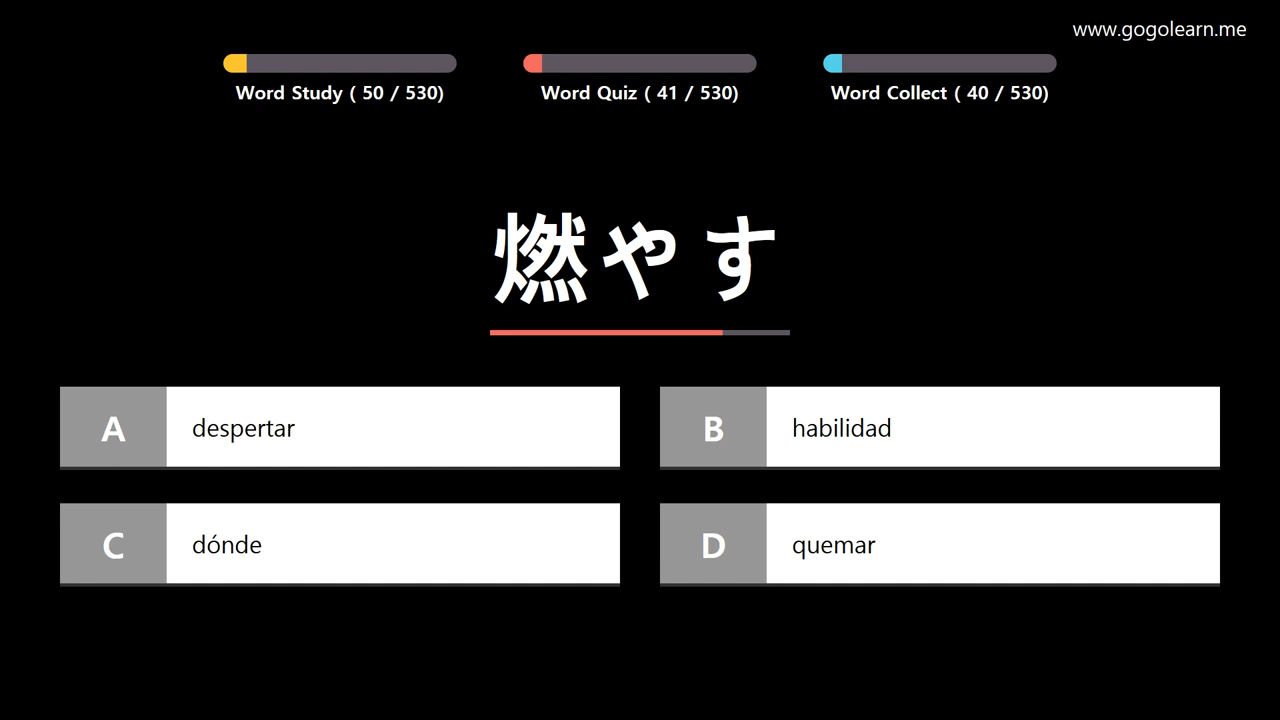 www.gogolearn.me
Word Study ( 50 / 530)
Word Quiz ( 41 / 530)
Word Collect ( 40 / 530)
燃やす
A despertar
B habilidad
C dónde
D quemar